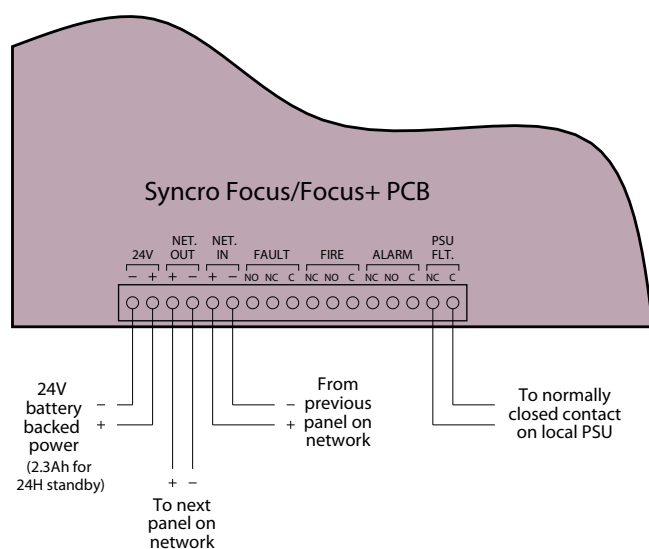 Syncro Focus/Focus+ PCB
24V
NET. OUT
NET. IN
FAULT
FIRE
ALARM
PSU FLT.
− + + − + − NO NC C NC NO C NC NO C NC C
24V
battery
backed
power
(2.3Ah for
24H standby)
−
+
+ −
To next
panel on
network
−
+
From
previous
panel on
network
To normally
closed contact
on local PSU